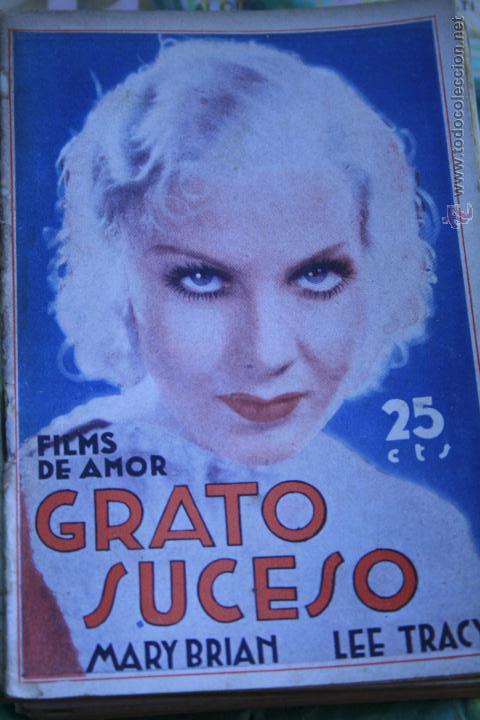 FILMS
DE AMOR
25
cts
GRATO
SUCESO
MARY BRIAN LEE TRACY
www.todocoleccion.net